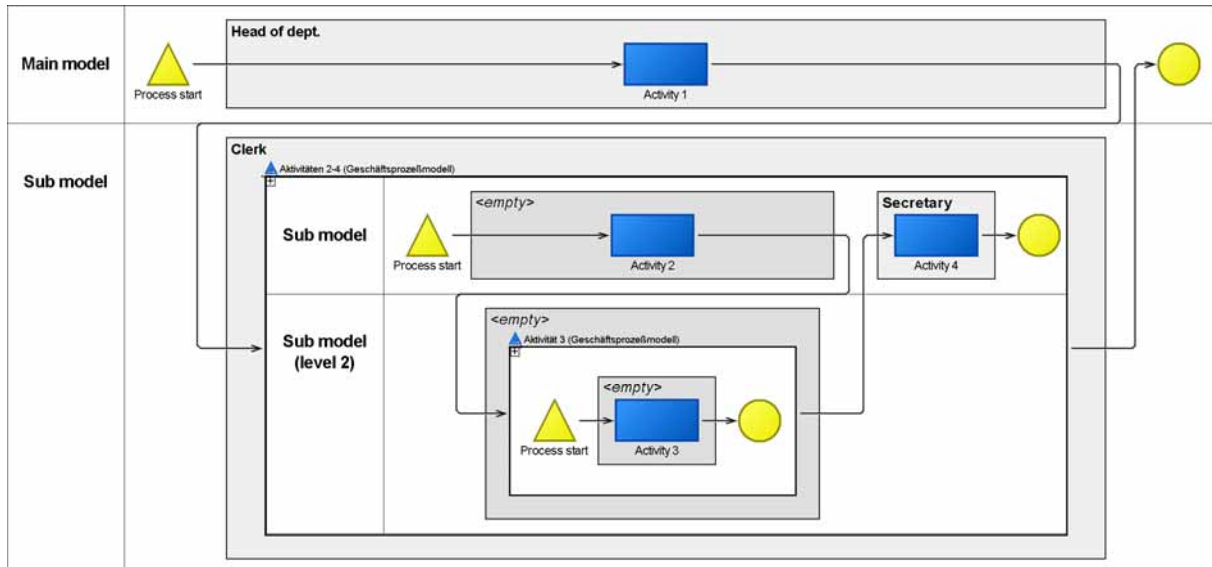 Head of dept.
Main model
Process start
Activity 1
Sub model
Clerk
Aktivitäten 2-4 (Geschäftsprozeßmodell)
Sub model
<empty>
Process start
Activity 2
Secretary
Activity 4
Sub model
(level 2)
<empty>
Aktivität 3 (Geschäftsprozeßmodell)
<empty>
Process start
Activity 3